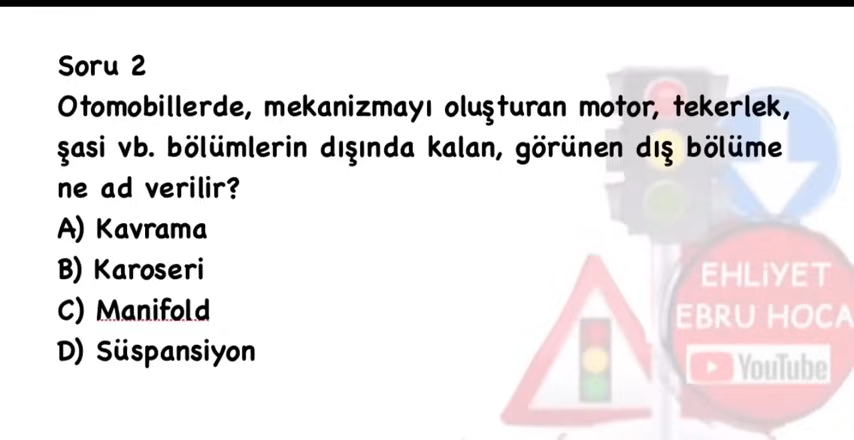 Soru 2
Otomobillerde, mekanizmayı oluşturan motor, tekerlek,
şasi vb. bölümlerin dışında kalan, görünen dış bölüme
ne ad verilir?
A) Kavrama
B) Karoseri
C) Manifold
D) Süspansiyon
EHLİYET
EBRU HOCA
YouTube